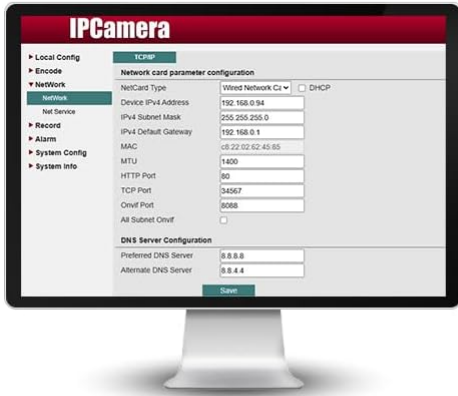 IPCamera
Local Config
Encode
NetWork
NetWork
Net Service
Record
Alarm
System Config
System Info
TCP/IP
Network card parameter configuration
NetCard Type Wired Network Ca DHCP
Device IPv4 Address 192.168.0.94
IPv4 Subnet Mask 255.255.255.0
IPv4 Default Gateway 192.168.0.1
MAC c8:22:02:62:45:85
MTU 1400
HTTP Port 80
TCP Port 34567
Onvif Port 8088
All Subnet Onvif
DNS Server Configuration
Preferred DNS Server 8.8.8.8
Alternate DNS Server 8.8.4.4
Save